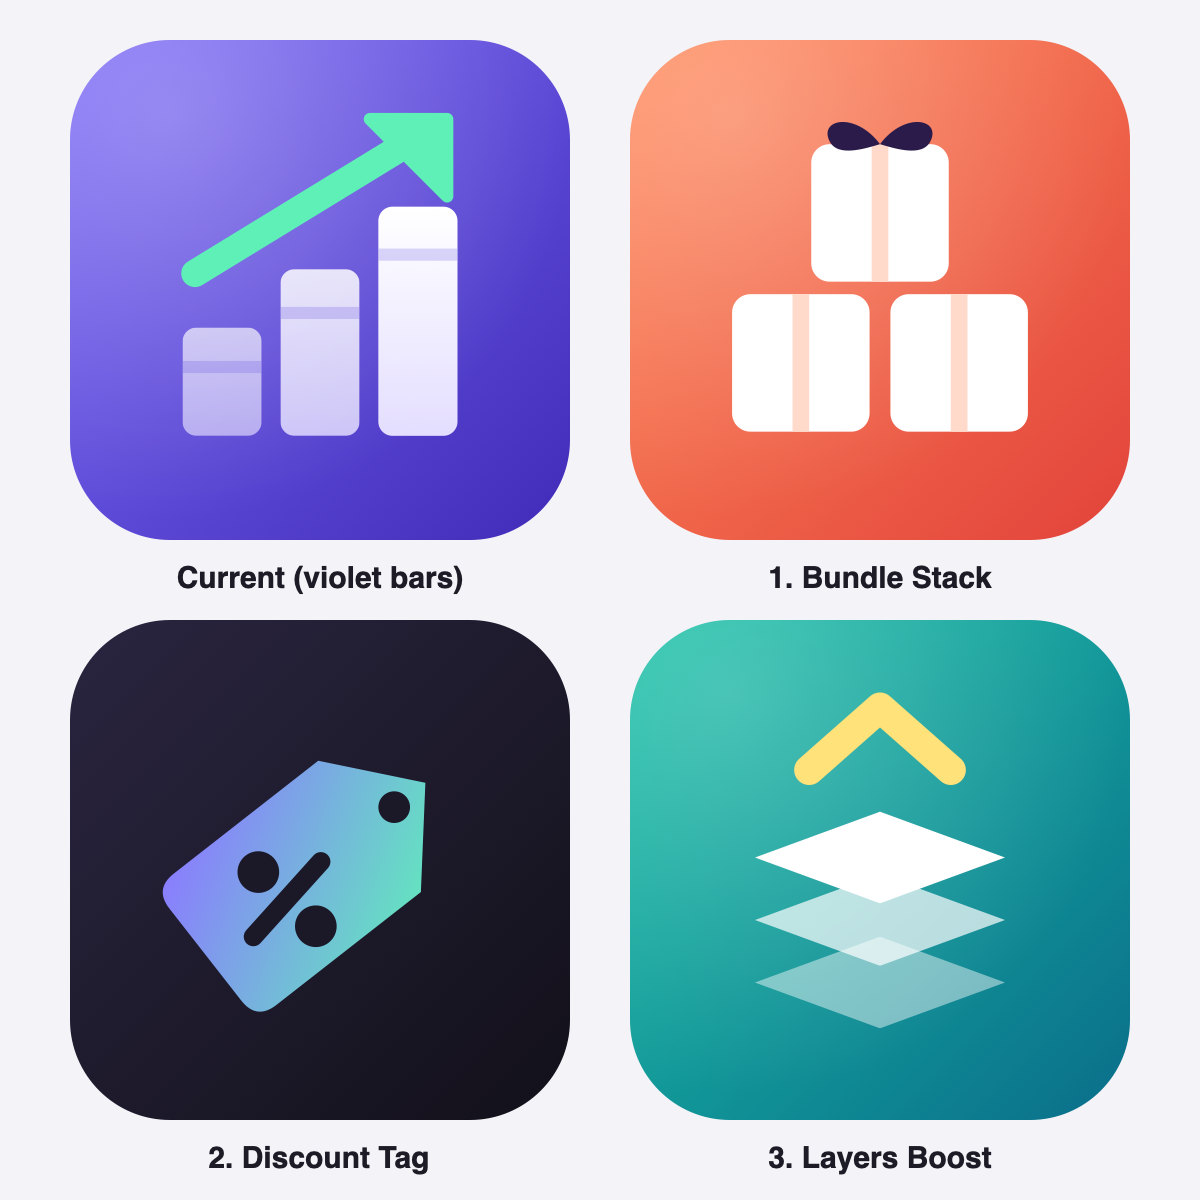 Current (violet bars)
1. Bundle Stack
%
2. Discount Tag
3. Layers Boost